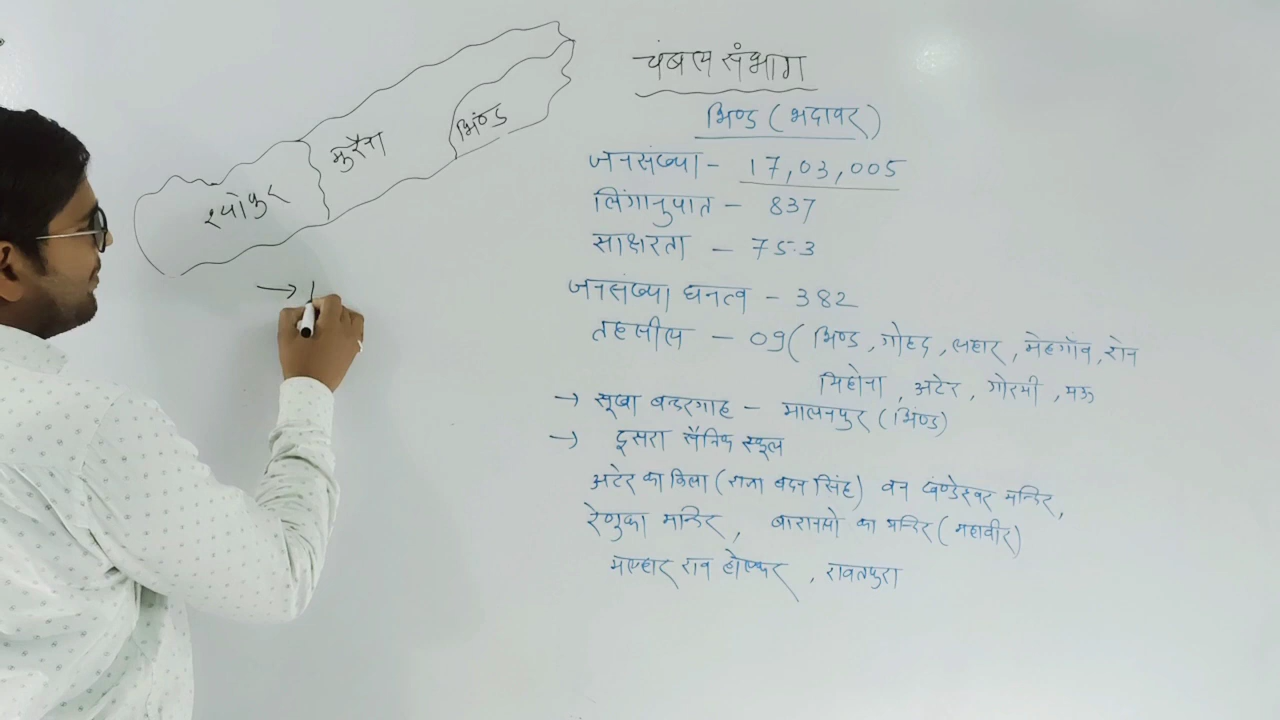 चंबल संभाग
भिण्ड (भदावर)
जनसंख्या - 17,03,005
लिंगानुपात - 837
साक्षरता - 75.3
जनसंख्या घनत्व - 382
तहसील - 09 ( भिण्ड, गोहद, लहार, मेहगाँव, रोन
मिहोना, अटेर, गोरमी, मऊ
→ सूखा बन्दरगाह - मालनपुर (भिण्ड)
→ दूसरा सैनिक स्कूल
अटेर का किला (राजा बदन सिंह) वन खण्डेश्वर मन्दिर,
रेणुका मन्दिर, का मन्दिर (महावीर)
मल्हार राव होल्कर, रावतपुरा
श्योपुर
मुरैना
भिण्ड
→